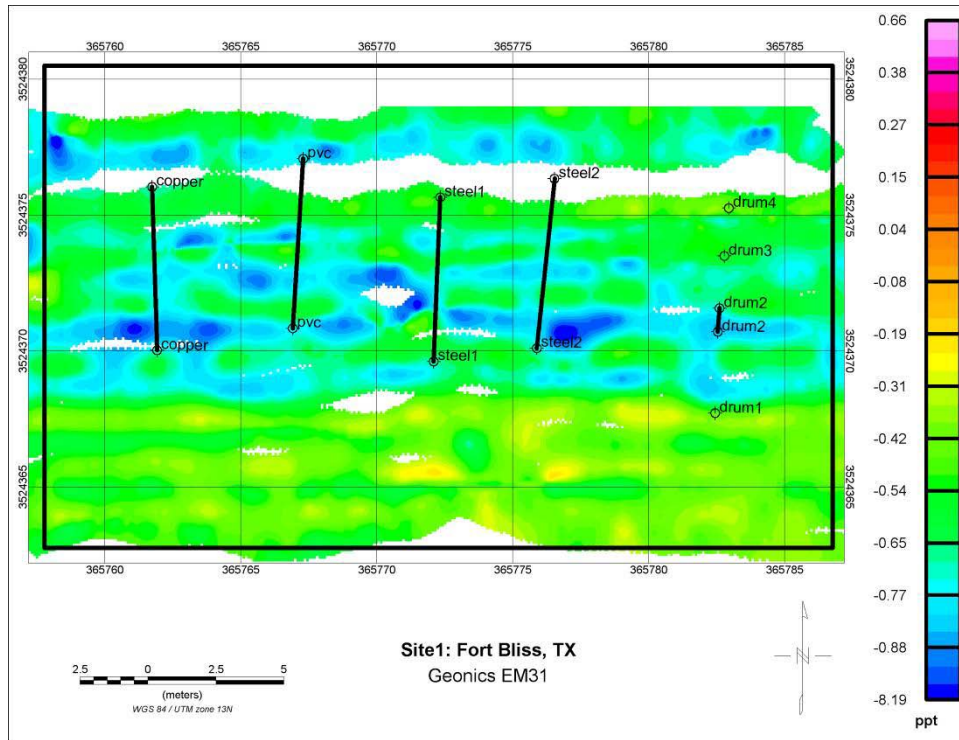 365760 365765 365770 365775 365780 365785
3524380 3524380
pvc
copper
steel2
steel1
drum4
3524375 3524375
drum3
drum2
pvc
drum2
copper
steel2
steel1
3524370 3524370
drum1
3524365 3524365
365760 365765 365770 365775 365780 365785
0.66
0.38
0.27
0.15
0.04
-0.08
-0.19
-0.31
-0.42
-0.54
-0.65
-0.77
-0.88
-8.19
ppt
Site1: Fort Bliss, TX
Geonics EM31
2.5 0 2.5 5
(meters)
WGS 84 / UTM zone 13N
N